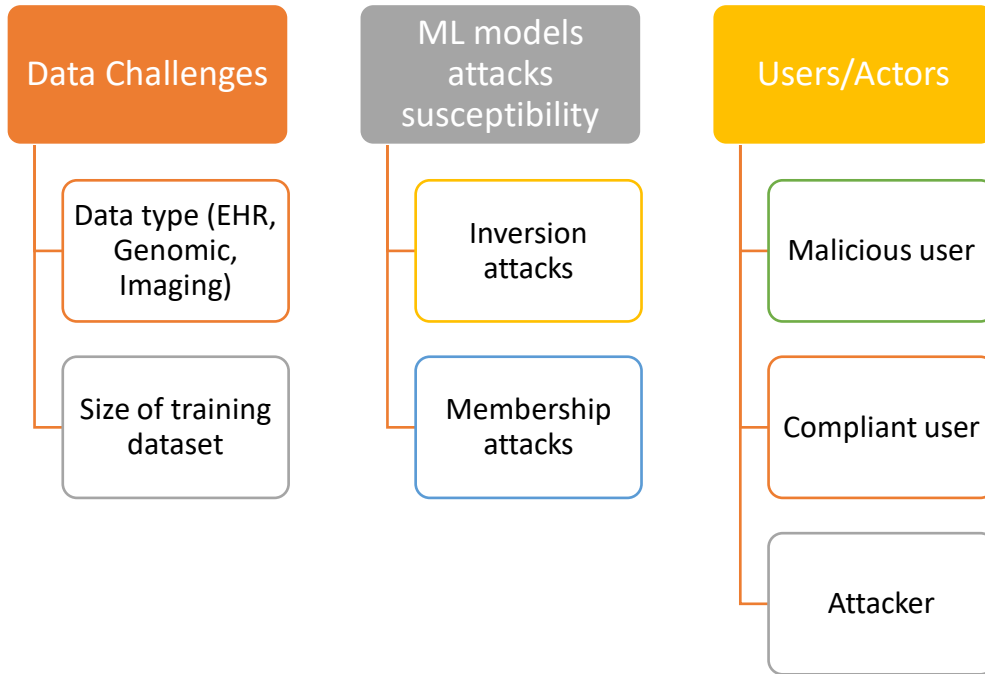 Data Challenges
Data type (EHR,
Genomic,
Imaging)
Size of training
dataset
ML models
attacks
susceptibility
Inversion
attacks
Membership
attacks
Users/Actors
Malicious user
Compliant user
Attacker